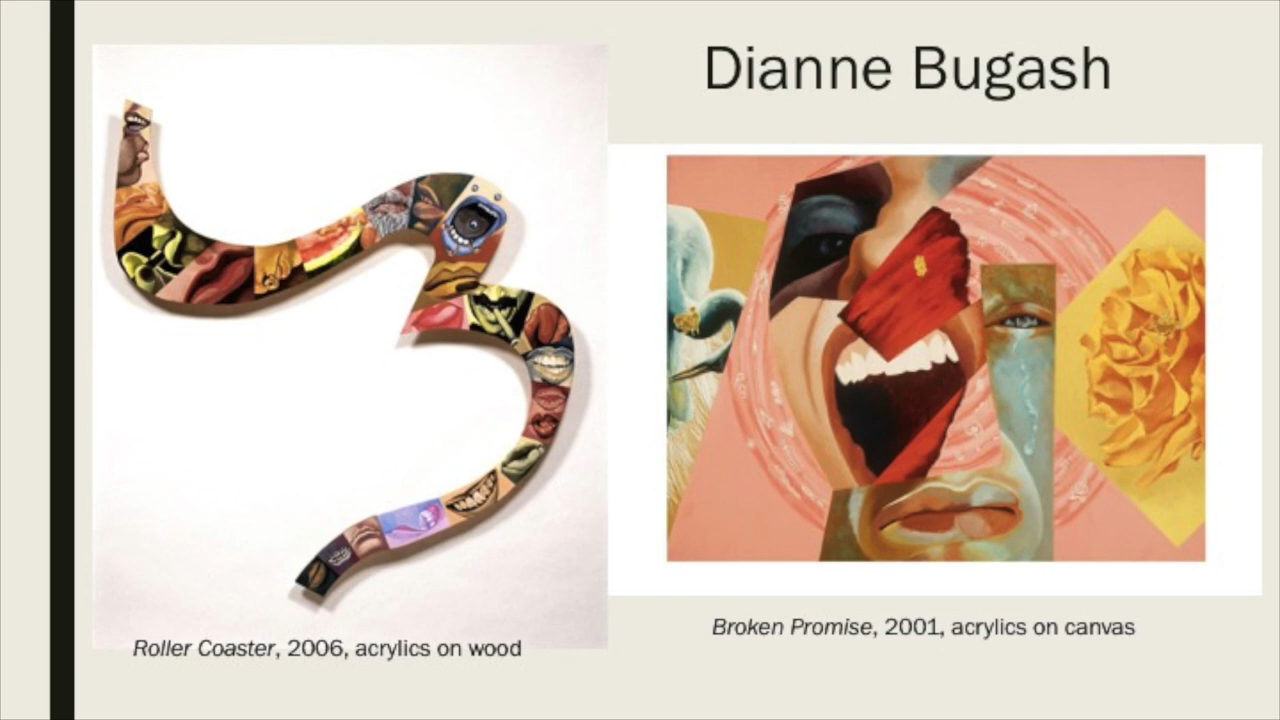 Dianne Bugash
Roller Coaster, 2006, acrylics on wood
Broken Promise, 2001, acrylics on canvas